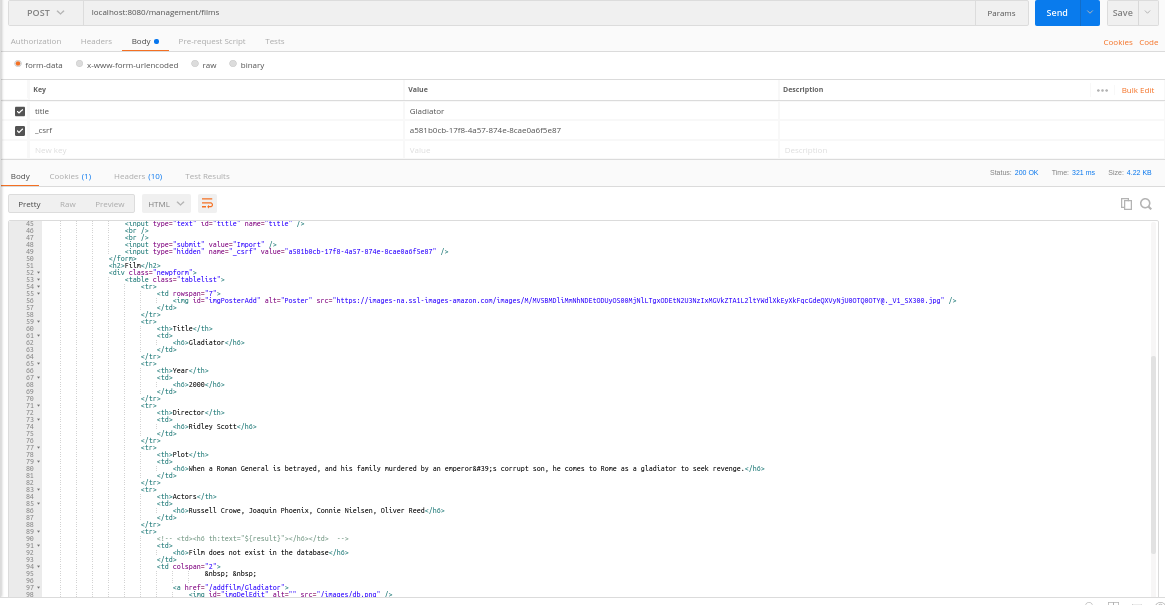 POST localhost:8080/management/films Params Send Save
Authorization Headers Body Pre-request Script Tests Cookies Code
form-data x-www-form-urlencoded raw binary
Key Value Description Bulk Edit
title Gladiator
_csrf a581b0cb-17f8-4a57-874e-8cae0a6f5e87
New key Value Description
Body Cookies (1) Headers (10) Test Results Status: 200 OK Time: 321 ms Size: 4.22 KB
Pretty Raw Preview HTML
45 <input type="text" id="title" name="title" />
46 <br />
47 <br />
48 <input type="submit" value="Import" />
49 <input type="hidden" name="_csrf" value="a581b0cb-17f8-4a57-874e-8cae0a6f5e87" />
50 </form>
51 <h2>Film</h2>
52 <div class="newpform">
53 <table class="tablelist">
54 <tr>
55 <td rowspan="7">
56 <img id="imgPosterAdd" alt="Poster" />
57 </td>
58 </tr>
59 <tr>
60 <th>Title</th>
61 <td>
62 <h6>Gladiator</h6>
63 </td>
64 </tr>
65 <tr>
66 <th>Year</th>
67 <td>
68 <h6>2000</h6>
69 </td>
70 </tr>
71 <tr>
72 <th>Director</th>
73 <td>
74 <h6>Ridley Scott</h6>
75 </td>
76 </tr>
77 <tr>
78 <th>Plot</th>
79 <td>
80 <h6>When a Roman General is betrayed, and his family murdered by an emperor&#39;s corrupt son, he comes to Rome as a gladiator to seek revenge.</h6>
81 </td>
82 </tr>
83 <tr>
84 <th>Actors</th>
85 <td>
86 <h6>Russell Crowe, Joaquin Phoenix, Connie Nielsen, Oliver Reed</h6>
87 </td>
88 </tr>
89 <tr>
90 <!-- <td><h6 th:text="${result}"></h6></td> -->
91 <td>
92 <h6>Film does not exist in the database</h6>
93 </td>
94 <td colspan="2">
95 &nbsp; &nbsp;
96
97 <a href="/addfilm/Gladiator">
98 <img id="imgDelEdit" alt="" src="/images/db.png" />